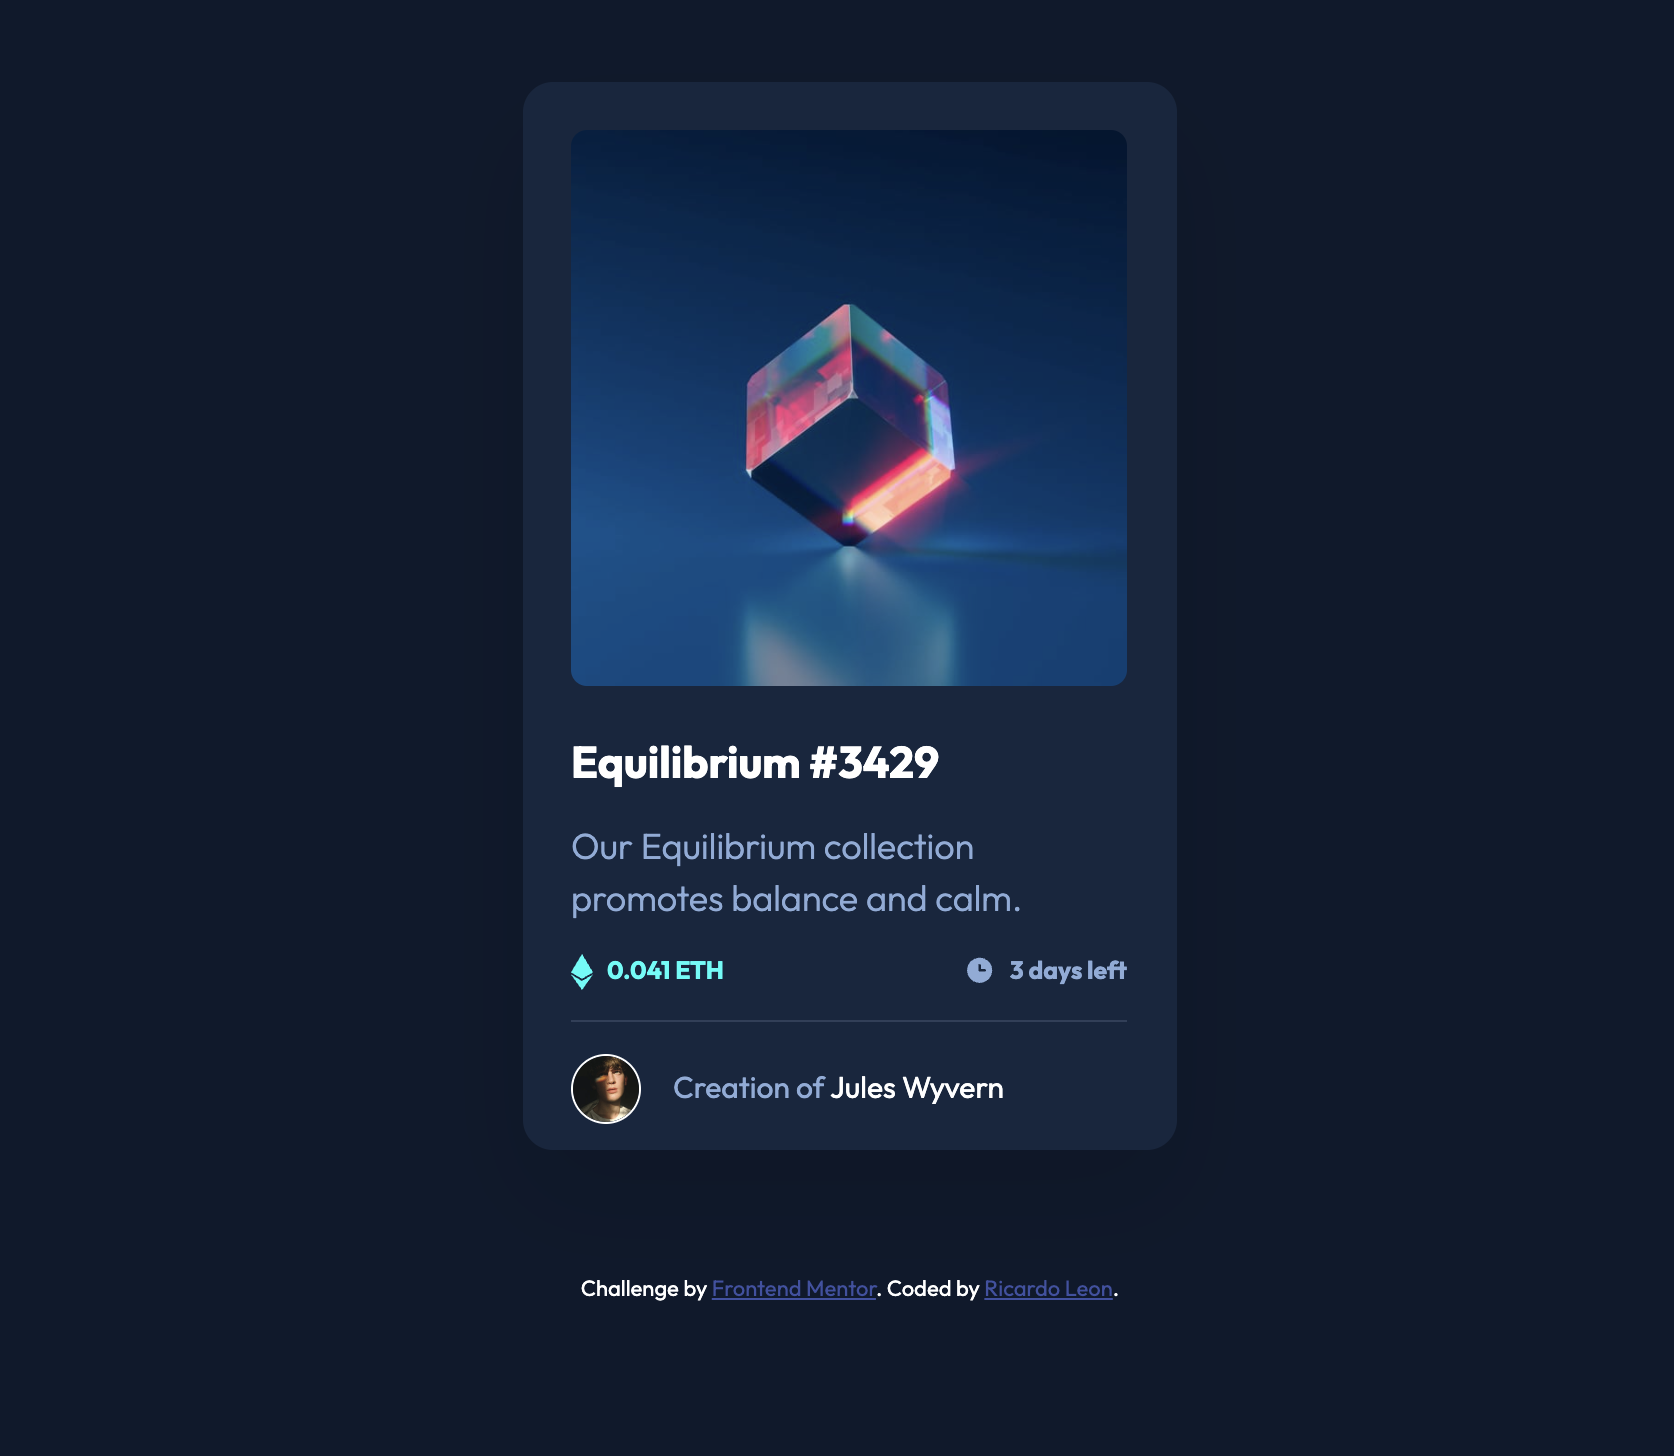 Equilibrium #3429
Our Equilibrium collection
promotes balance and calm.
0.041 ETH
3 days left
Creation of Jules Wyvern
Challenge by Frontend Mentor. Coded by Ricardo Leon.